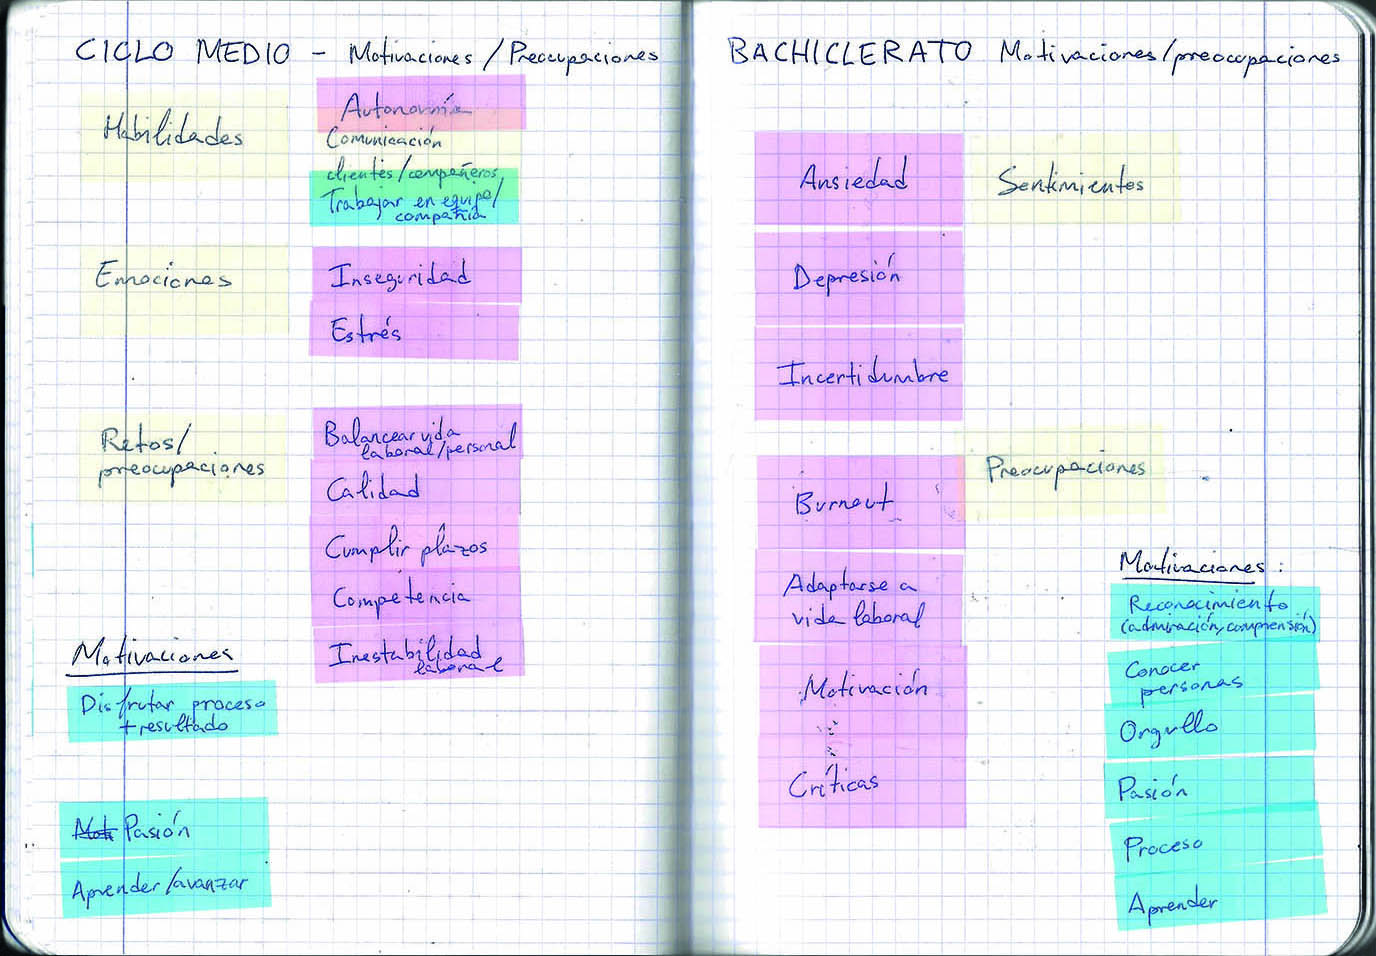 CICLO MEDIO - Motivaciones / Preocupaciones
Habilidades
Autonomía
Comunicación
clientes/compañeros
Trabajar en equipo/
compañía
Emociones
Inseguridad
Estrés
Retos/
preocupaciones
Balancear vida
laboral/personal
Calidad
Cumplir plazos
Competencia
Inestabilidad
laboral
Motivaciones
Disfrutar proceso
+ resultado
Pasión
Aprender/avanzar
BACHICLERATO Motivaciones/preocupaciones
Ansiedad
Sentimientos
Depresión
Incertidumbre
Burnout
Preocupaciones
Adaptarse a
vida laboral
Motivación
Críticas
Motivaciones:
Reconocimiento
(admiración, comprensión)
Conocer
personas
Orgullo
Pasión
Proceso
Aprender